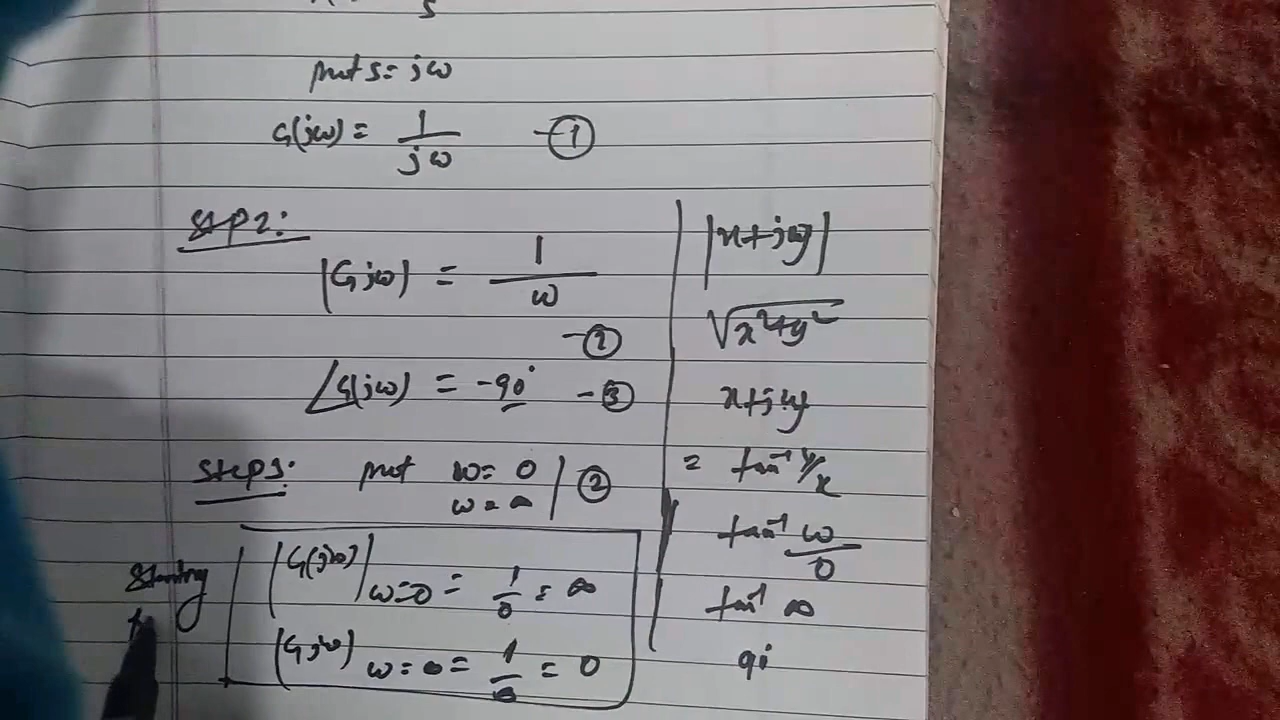 s
put s = jω
G(jω) = 1/jω - ①
Step 2:
|G jω) = 1/ω
- ②
∠G(jω) = -90° - ③
Step 3: put ω = 0
ω = ∞ | ②
Starting
|G(jω)| ω=0 = 1/0 = ∞
|G jω) ω = ∞ = 1/∞ = 0
|x+jy|
√x²+y²
x+jy
= tan⁻¹ y/x
tan⁻¹ ω/0
tan⁻¹ ∞
90°